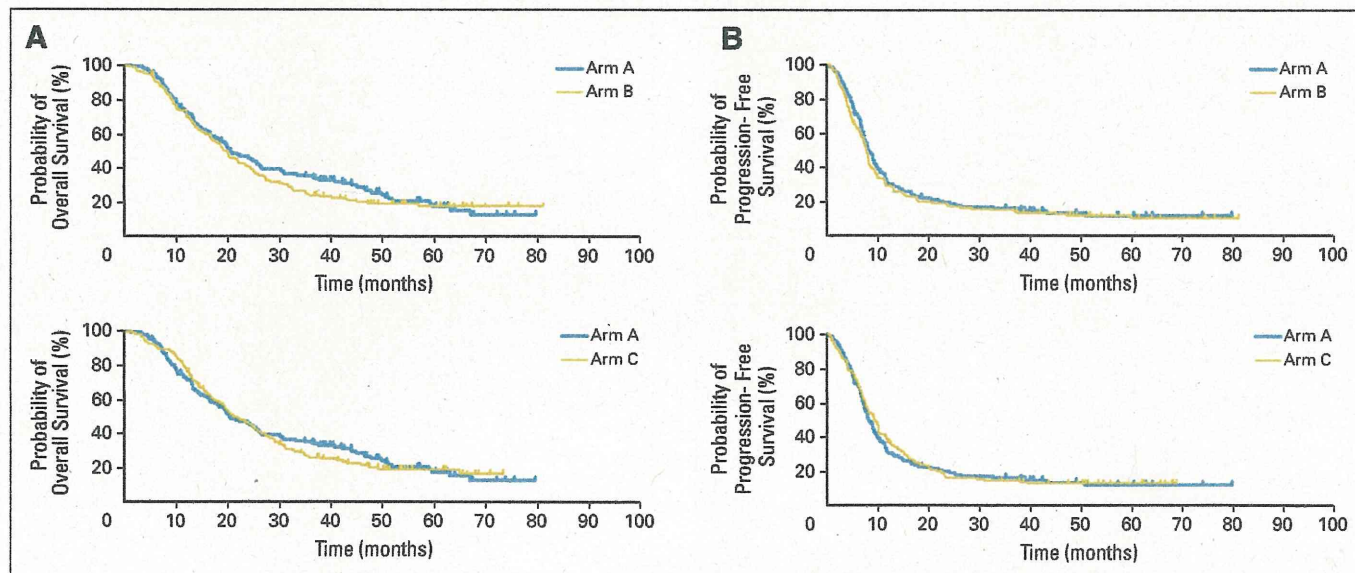 A
Probability of
Overall Survival (%)
100
80
60
40
20
0
10 20 30 40 50 60 70 80 90 100
Time (months)
Arm A
Arm B
Probability of
Overall Survival (%)
100
80
60
40
20
0
10 20 30 40 50 60 70 80 90 100
Time (months)
Arm A
Arm C
B
Probability of
Progression- Free
Survival (%)
100
80
60
40
20
0
10 20 30 40 50 60 70 80 90 100
Time (months)
Arm A
Arm B
Probability of
Progression- Free
Survival (%)
100
80
60
40
20
0
10 20 30 40 50 60 70 80 90 100
Time (months)
Arm A
Arm C